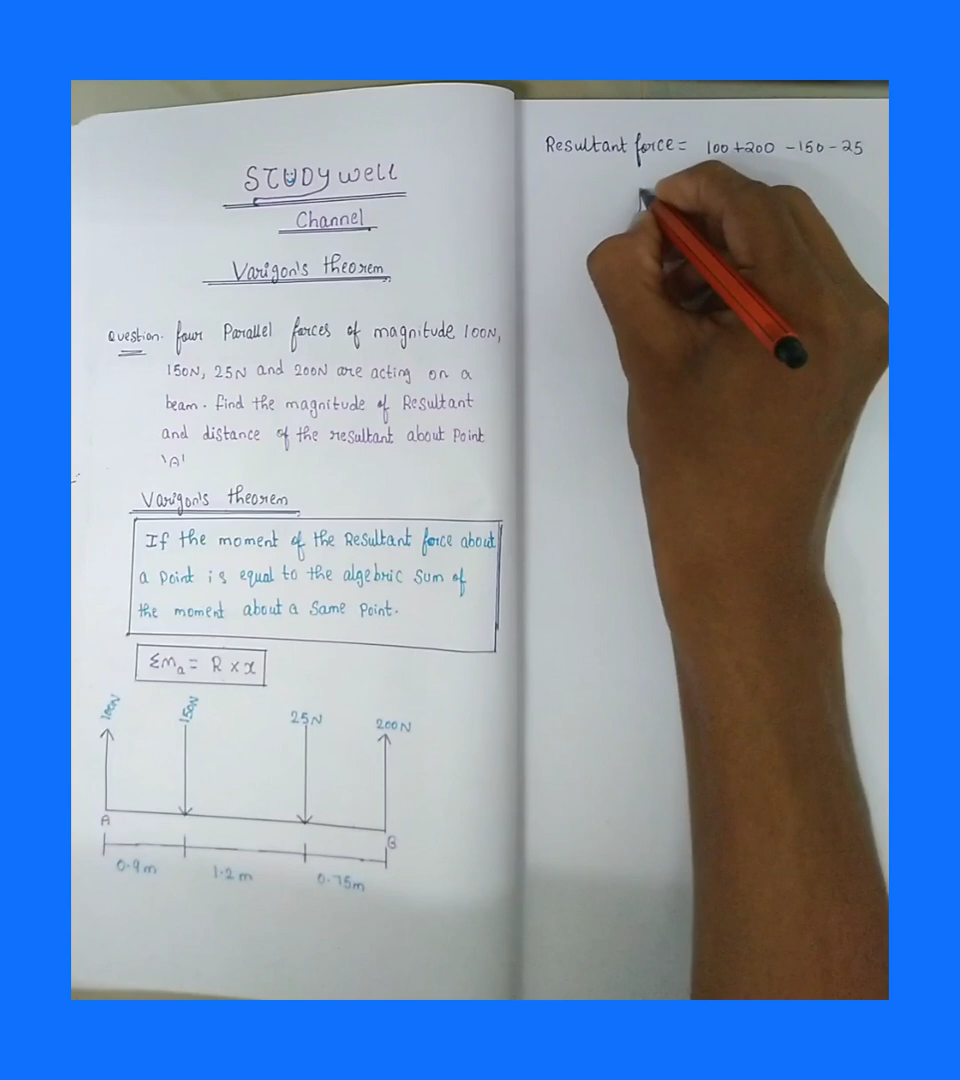 STUDy well
Channel
Varigon's theorem
Question. four Parallel forces of magnitude 100N,
150N, 25N and 200N are acting on a
beam. find the magnitude of Resultant
and distance of the resultant about Point
'A'
Varigon's theorem
If the moment of the Resultant force about
a point is equal to the algebric sum of
the moment about a same point.
ΣMa = R × x
100N 150N 25N 200N
A B
0.9m 1.2m 0.75m
Resultant force = 100+200 -150-25